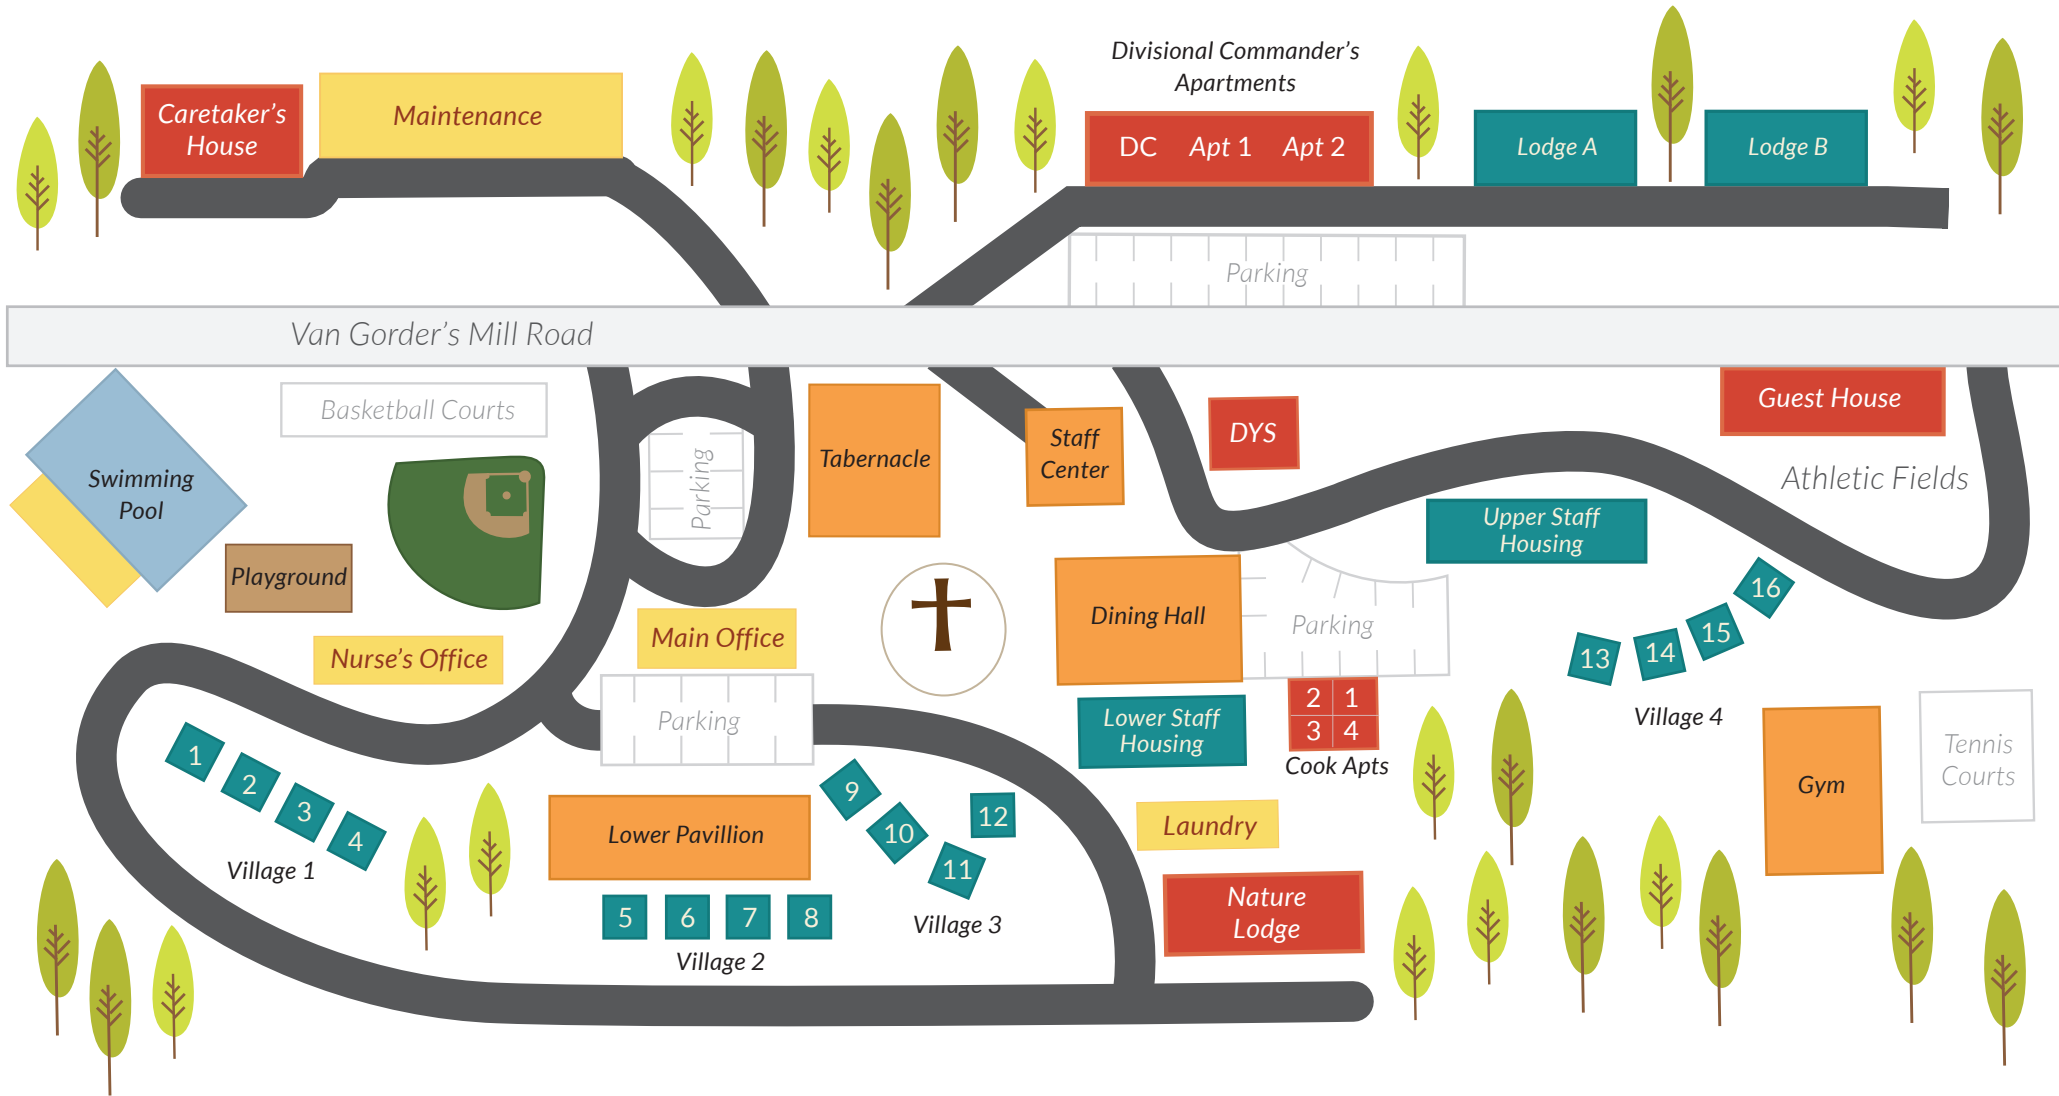 Divisional Commander's
Apartments
Caretaker's
House
Maintenance
DC Apt 1 Apt 2
Lodge A
Lodge B
Parking
Van Gorder's Mill Road
Basketball Courts
Swimming
Pool
Playground
Parking
Tabernacle
Staff
Center
DYS
Guest House
Athletic Fields
Upper Staff
Housing
Nurse's Office
Main Office
Parking
Dining Hall
Parking
Lower Staff
Housing
2 1
3 4
Cook Apts
13
14
15
16
Village 4
Gym
Tennis
Courts
1
2
3
4
Village 1
Lower Pavillion
5
6
7
8
Village 2
9
10
11
12
Village 3
Laundry
Nature
Lodge